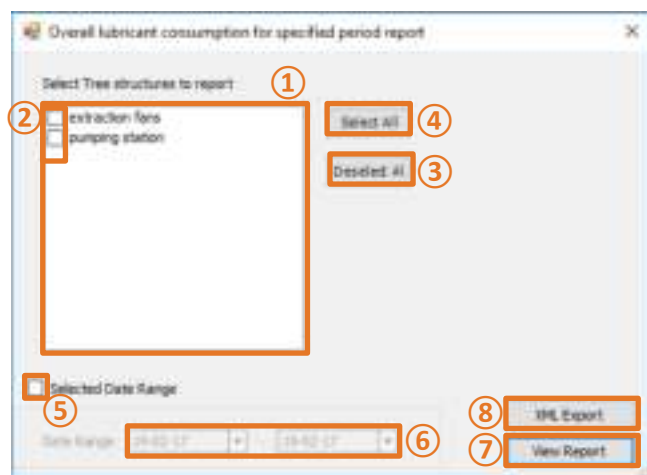 Overall lubricant consumption for specified period report
Select Tree structures to report
①
②
extraction fans
pumping station
Select All
④
Deselect Al
③
Selected Date Range
⑤
Date Range
⑥
XML Export
⑧
View Report
⑦